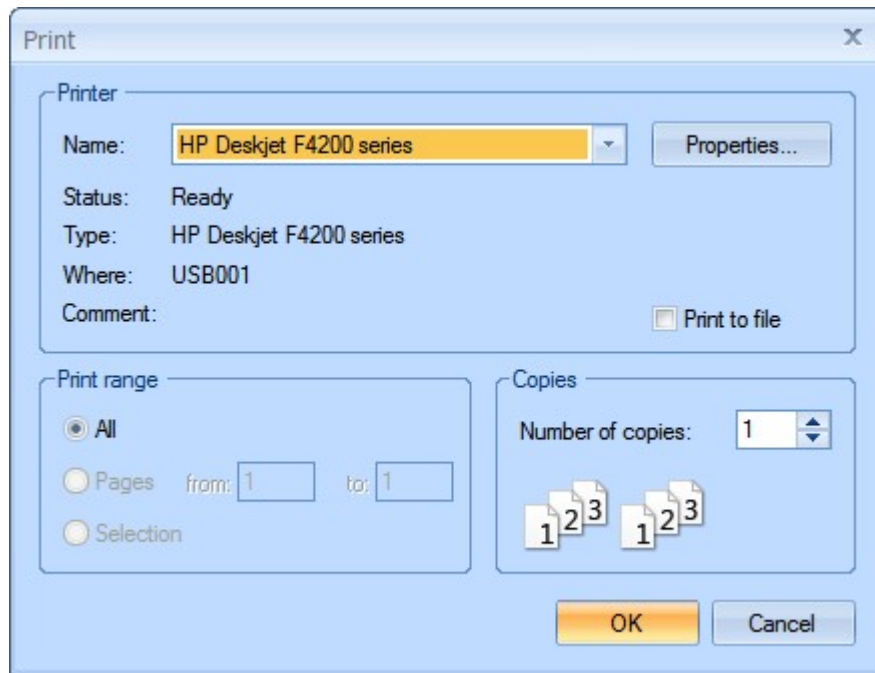 Print
Printer
Name: HP Deskjet F4200 series Properties...
Status: Ready
Type: HP Deskjet F4200 series
Where: USB001
Comment:
Print to file
Print range
All
Pages from: 1 to: 1
Selection
Copies
Number of copies: 1
1 2 3 1 2 3
OK Cancel